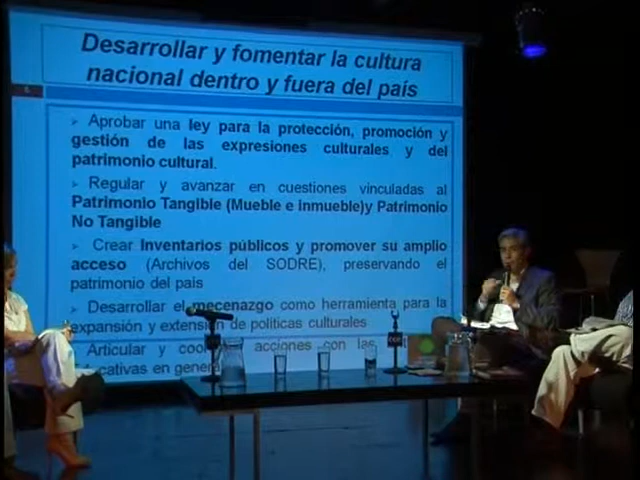 Desarrollar y fomentar la cultura
nacional dentro y fuera del país
➢ Aprobar una ley para la protección, promoción y
gestión de las expresiones culturales y del
patrimonio cultural.
➢ Regular y avanzar en cuestiones vinculadas al
Patrimonio Tangible (Mueble e inmueble)y Patrimonio
No Tangible
➢ Crear Inventarios públicos y promover su amplio
acceso (Archivos del SODRE), preservando el
patrimonio del país
➢ Desarrollar el mecenazgo como herramienta para la
expansión y extensión de políticas culturales
Articular y acciones con las
en